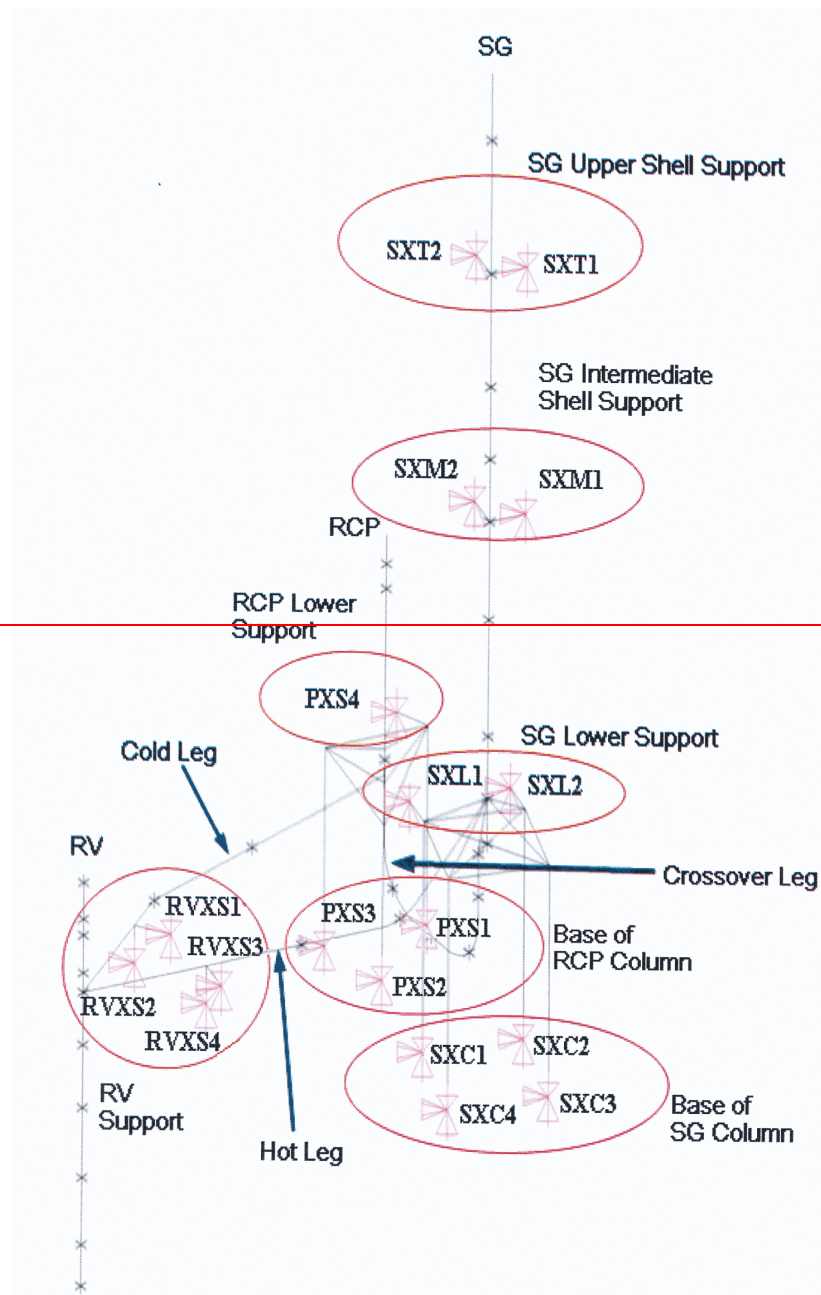 SG
SG Upper Shell Support
SXT2
SXT1
SG Intermediate
Shell Support
SXM2
SXM1
RCP
RCP Lower
Support
PXS4
SG Lower Support
Cold Leg
SXL1
SXL2
RV
Crossover Leg
RVXS1
PXS3
PXS1
Base of
RCP Column
RVXS3
PXS2
RVXS2
RVXS4
SXC1
SXC2
RV
Support
SXC4
SXC3
Base of
SG Column
Hot Leg